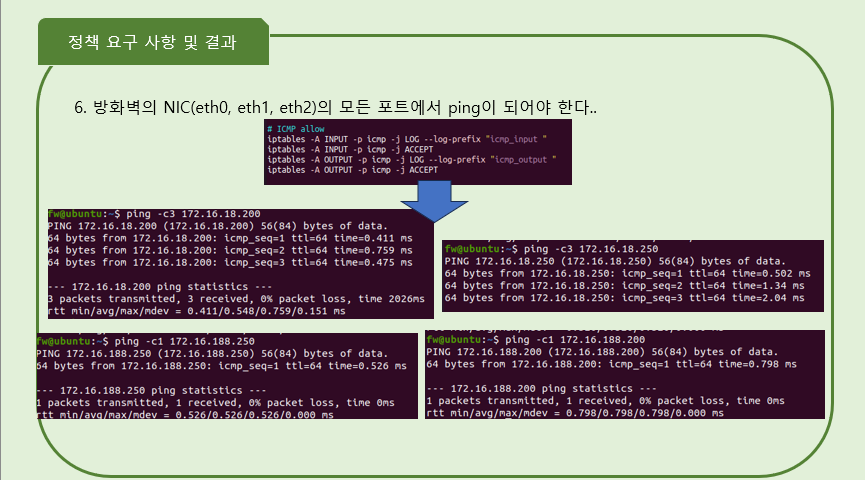 정책 요구 사항 및 결과
6. 방화벽의 NIC(eth0, eth1, eth2)의 모든 포트에서 ping이 되어야 한다..
# ICMP allow
iptables -A INPUT -p icmp -j LOG --log-prefix "icmp_input "
iptables -A INPUT -p icmp -j ACCEPT
iptables -A OUTPUT -p icmp -j LOG --log-prefix "icmp_output "
iptables -A OUTPUT -p icmp -j ACCEPT
fw@ubuntu:~$ ping -c3 172.16.18.200
PING 172.16.18.200 (172.16.18.200) 56(84) bytes of data.
64 bytes from 172.16.18.200: icmp_seq=1 ttl=64 time=0.411 ms
64 bytes from 172.16.18.200: icmp_seq=2 ttl=64 time=0.759 ms
64 bytes from 172.16.18.200: icmp_seq=3 ttl=64 time=0.475 ms
--- 172.16.18.200 ping statistics ---
3 packets transmitted, 3 received, 0% packet loss, time 2026ms
rtt min/avg/max/mdev = 0.411/0.548/0.759/0.151 ms
fw@ubuntu:~$ ping -c3 172.16.18.250
PING 172.16.18.250 (172.16.18.250) 56(84) bytes of data.
64 bytes from 172.16.18.250: icmp_seq=1 ttl=64 time=0.502 ms
64 bytes from 172.16.18.250: icmp_seq=2 ttl=64 time=1.34 ms
64 bytes from 172.16.18.250: icmp_seq=3 ttl=64 time=2.04 ms
fw@ubuntu:~$ ping -c1 172.16.188.250
PING 172.16.188.250 (172.16.188.250) 56(84) bytes of data.
64 bytes from 172.16.188.250: icmp_seq=1 ttl=64 time=0.526 ms
--- 172.16.188.250 ping statistics ---
1 packets transmitted, 1 received, 0% packet loss, time 0ms
rtt min/avg/max/mdev = 0.526/0.526/0.526/0.000 ms
fw@ubuntu:~$ ping -c1 172.16.188.200
PING 172.16.188.200 (172.16.188.200) 56(84) bytes of data.
64 bytes from 172.16.188.200: icmp_seq=1 ttl=64 time=0.798 ms
--- 172.16.188.200 ping statistics ---
1 packets transmitted, 1 received, 0% packet loss, time 0ms
rtt min/avg/max/mdev = 0.798/0.798/0.798/0.000 ms